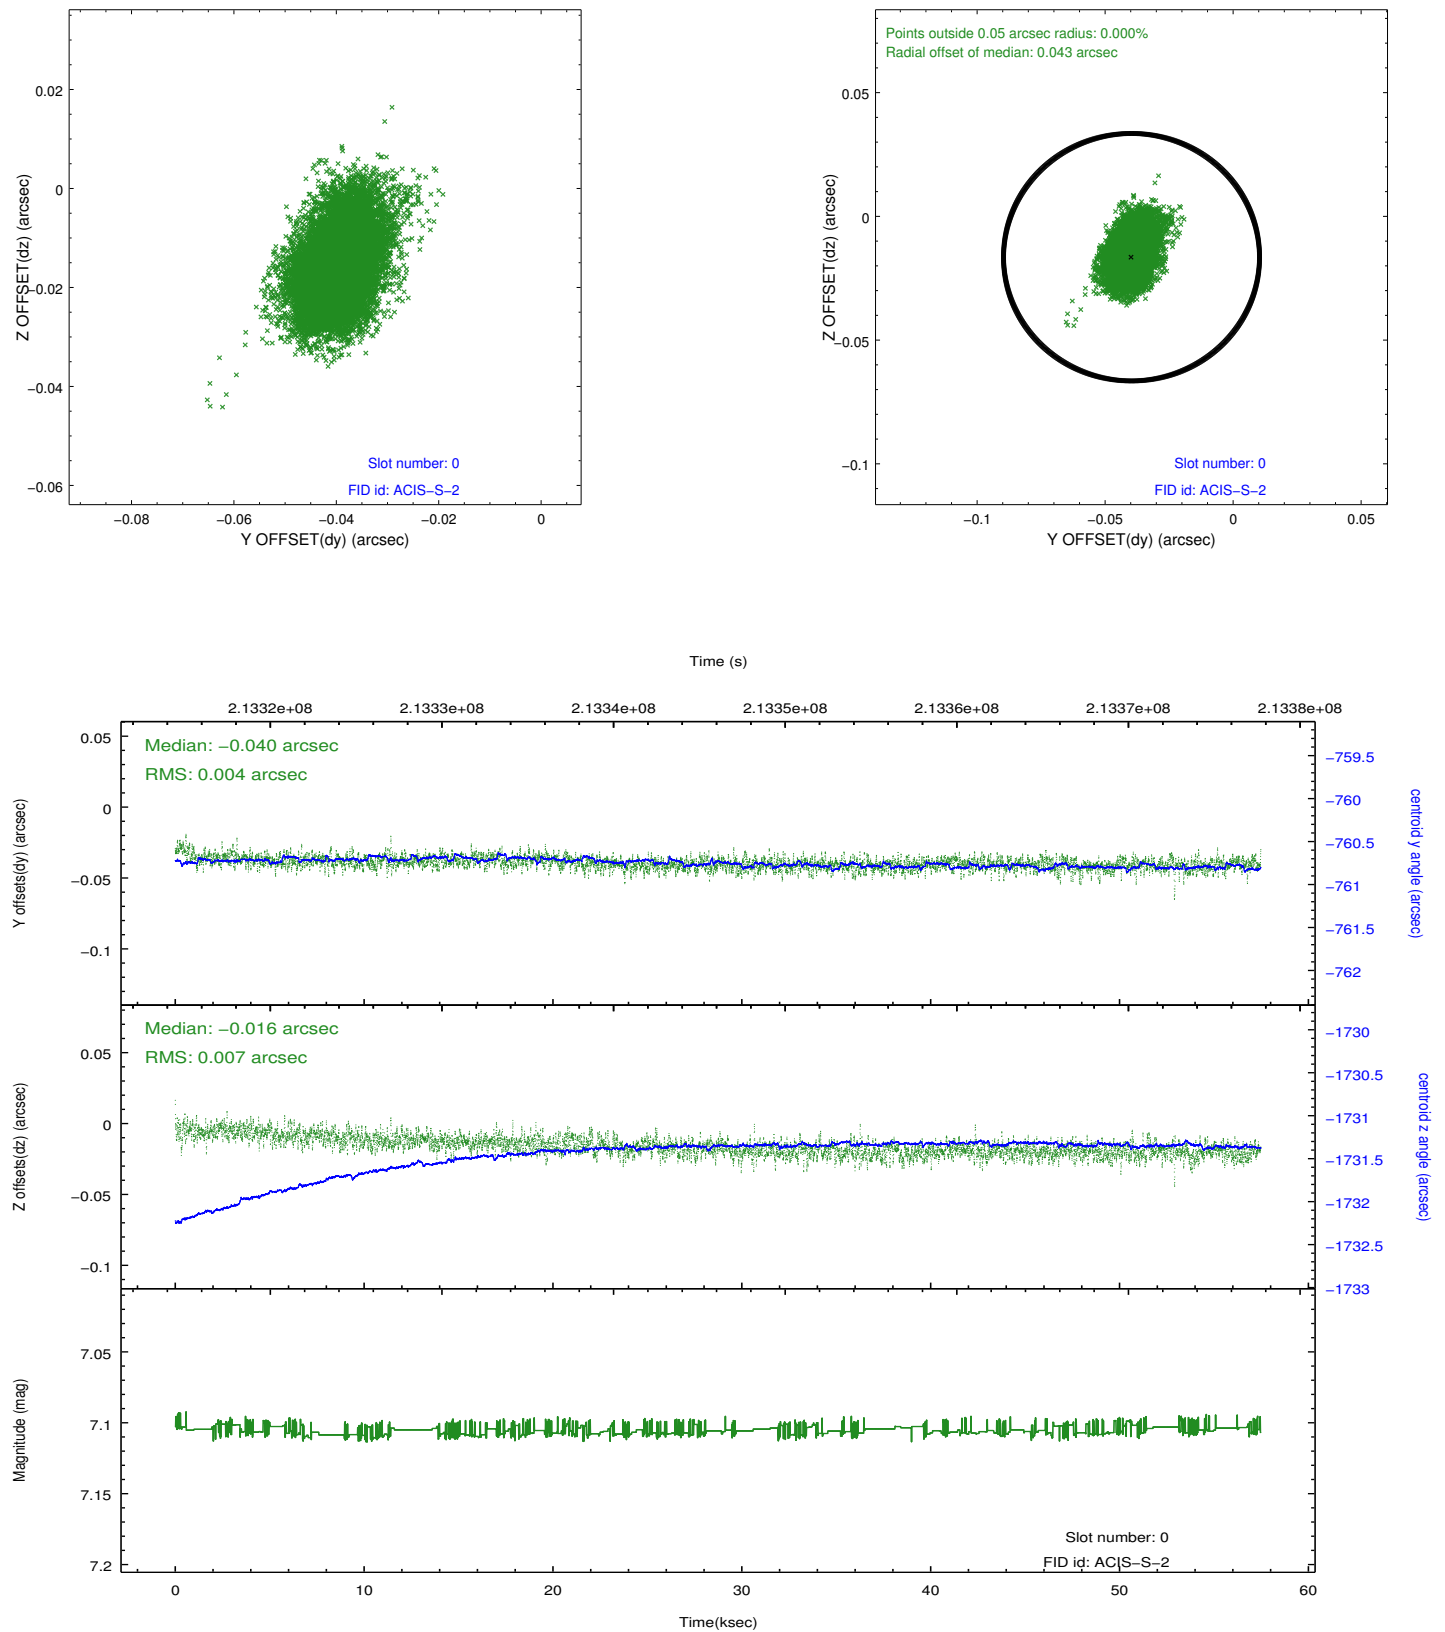 0.02
0
−0.02
−0.04
−0.06
Z OFFSET(dz) (arcsec)
Slot number: 0
FID id: ACIS−S−2
−0.08
−0.06
−0.04
−0.02
0
Y OFFSET(dy) (arcsec)
Points outside 0.05 arcsec radius: 0.000%
Radial offset of median: 0.043 arcsec
0.05
0
−0.05
−0.1
Z OFFSET(dz) (arcsec)
Slot number: 0
FID id: ACIS−S−2
−0.1
−0.05
0
0.05
Y OFFSET(dy) (arcsec)
Time (s)
2.1332e+08
2.1333e+08
2.1334e+08
2.1335e+08
2.1336e+08
2.1337e+08
2.1338e+08
Median: −0.040 arcsec
RMS: 0.004 arcsec
0.05
0
−0.05
−0.1
Y offsets(dy) (arcsec)
−759.5
−760
−760.5
−761
−761.5
−762
centroid y angle (arcsec)
Median: −0.016 arcsec
RMS: 0.007 arcsec
0.05
0
−0.05
−0.1
Z offsets(dz) (arcsec)
−1730
−1730.5
−1731
−1731.5
−1732
−1732.5
−1733
centroid z angle (arcsec)
7.05
7.1
7.15
7.2
Magnitude (mag)
Slot number: 0
FID id: ACIS−S−2
0
10
20
30
40
50
60
Time(ksec)